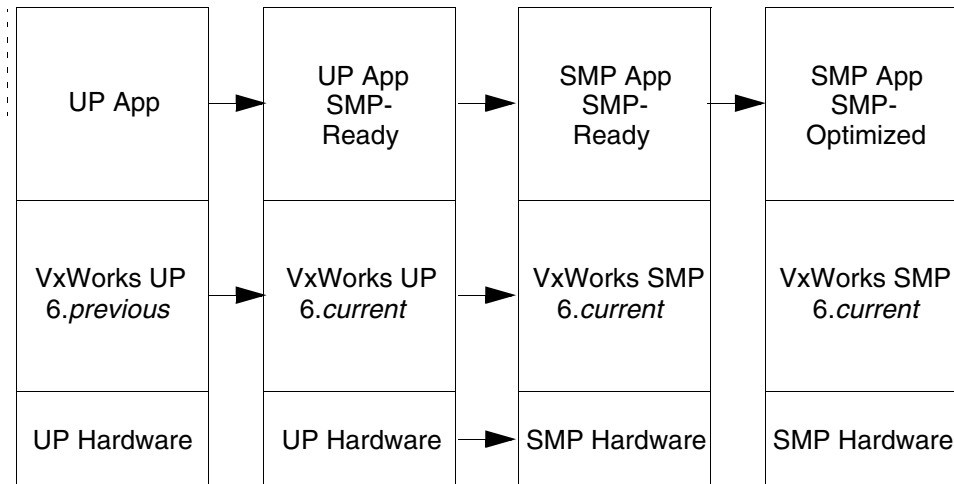 UP App
UP App
SMP-
Ready
SMP App
SMP-
Ready
SMP App
SMP-
Optimized
VxWorks UP
6.previous
VxWorks UP
6.current
VxWorks SMP
6.current
VxWorks SMP
6.current
UP Hardware
UP Hardware
SMP Hardware
SMP Hardware